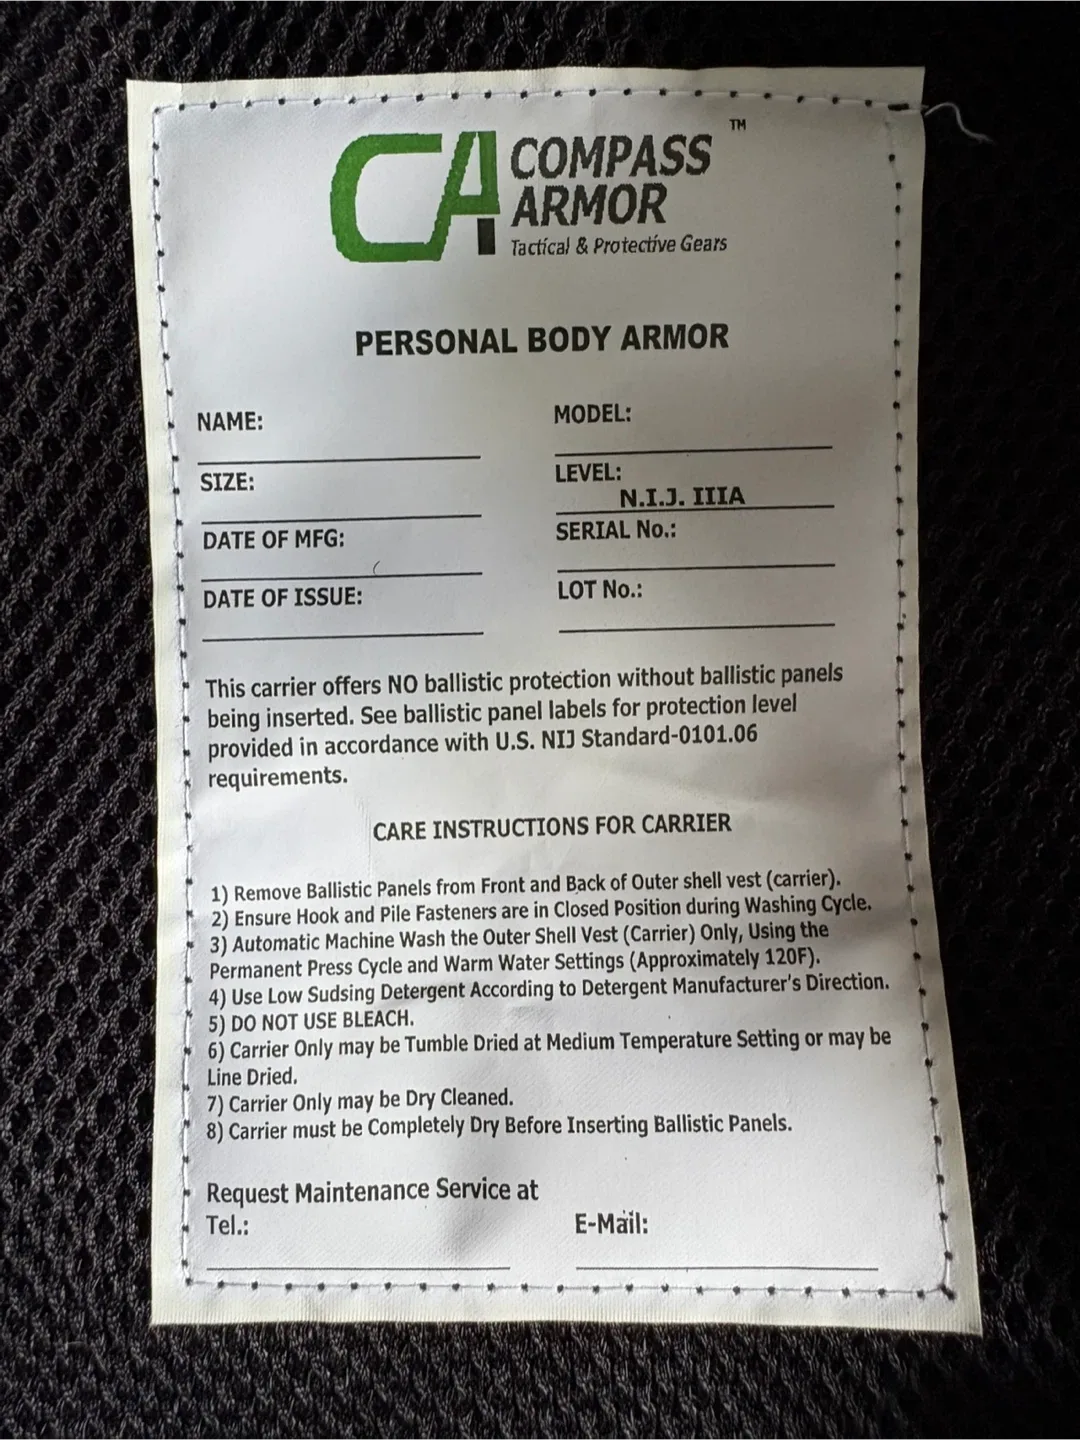 CA COMPASS ARMOR TM
Tactical & Protective Gears
PERSONAL BODY ARMOR
NAME:
MODEL:
SIZE:
LEVEL:
N.I.J. IIIA
DATE OF MFG:
SERIAL No.:
DATE OF ISSUE:
LOT No.:
This carrier offers NO ballistic protection without ballistic panels
being inserted. See ballistic panel labels for protection level
provided in accordance with U.S. NIJ Standard-0101.06
requirements.
CARE INSTRUCTIONS FOR CARRIER
1) Remove Ballistic Panels from Front and Back of Outer shell vest (carrier).
2) Ensure Hook and Pile Fasteners are in Closed Position during Washing Cycle.
3) Automatic Machine Wash the Outer Shell Vest (Carrier) Only, Using the
Permanent Press Cycle and Warm Water Settings (Approximately 120F).
4) Use Low Sudsing Detergent According to Detergent Manufacturer's Direction.
5) DO NOT USE BLEACH.
6) Carrier Only may be Tumble Dried at Medium Temperature Setting or may be
Line Dried.
7) Carrier Only may be Dry Cleaned.
8) Carrier must be Completely Dry Before Inserting Ballistic Panels.
Request Maintenance Service at
Tel.:
E-Mail: